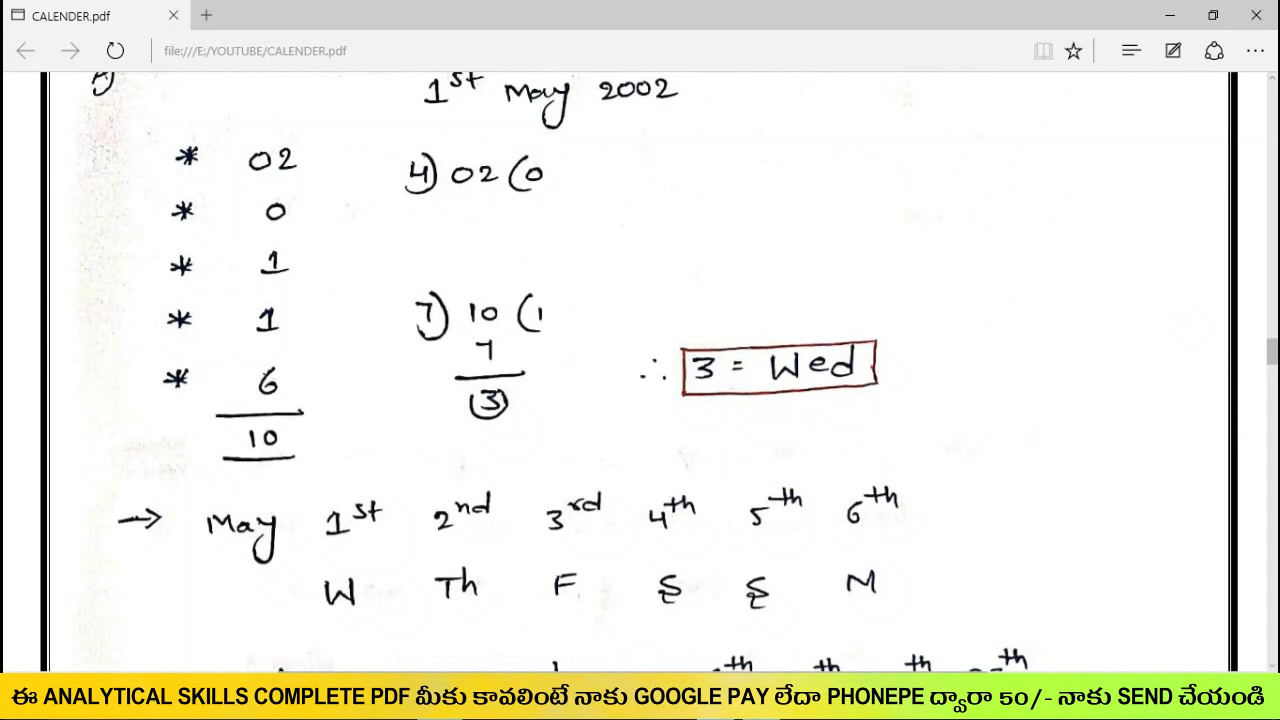 CALENDER.pdf
file:///E:/YOUTUBE/CALENDER.pdf
1st May 2002
* 02 4) 02 (0
* 0
* 1
* 1 7) 10 (1
7
* 6 (3) ∴ 3 = Wed
10
→ May 1st 2nd 3rd 4th 5th 6th
W Th F S S M
ఈ ANALYTICAL SKILLS COMPLETE PDF మీకు కావలింటే నాకు GOOGLE PAY లేదా PHONEPE ద్వారా 50/- నాకు SEND చేయండి